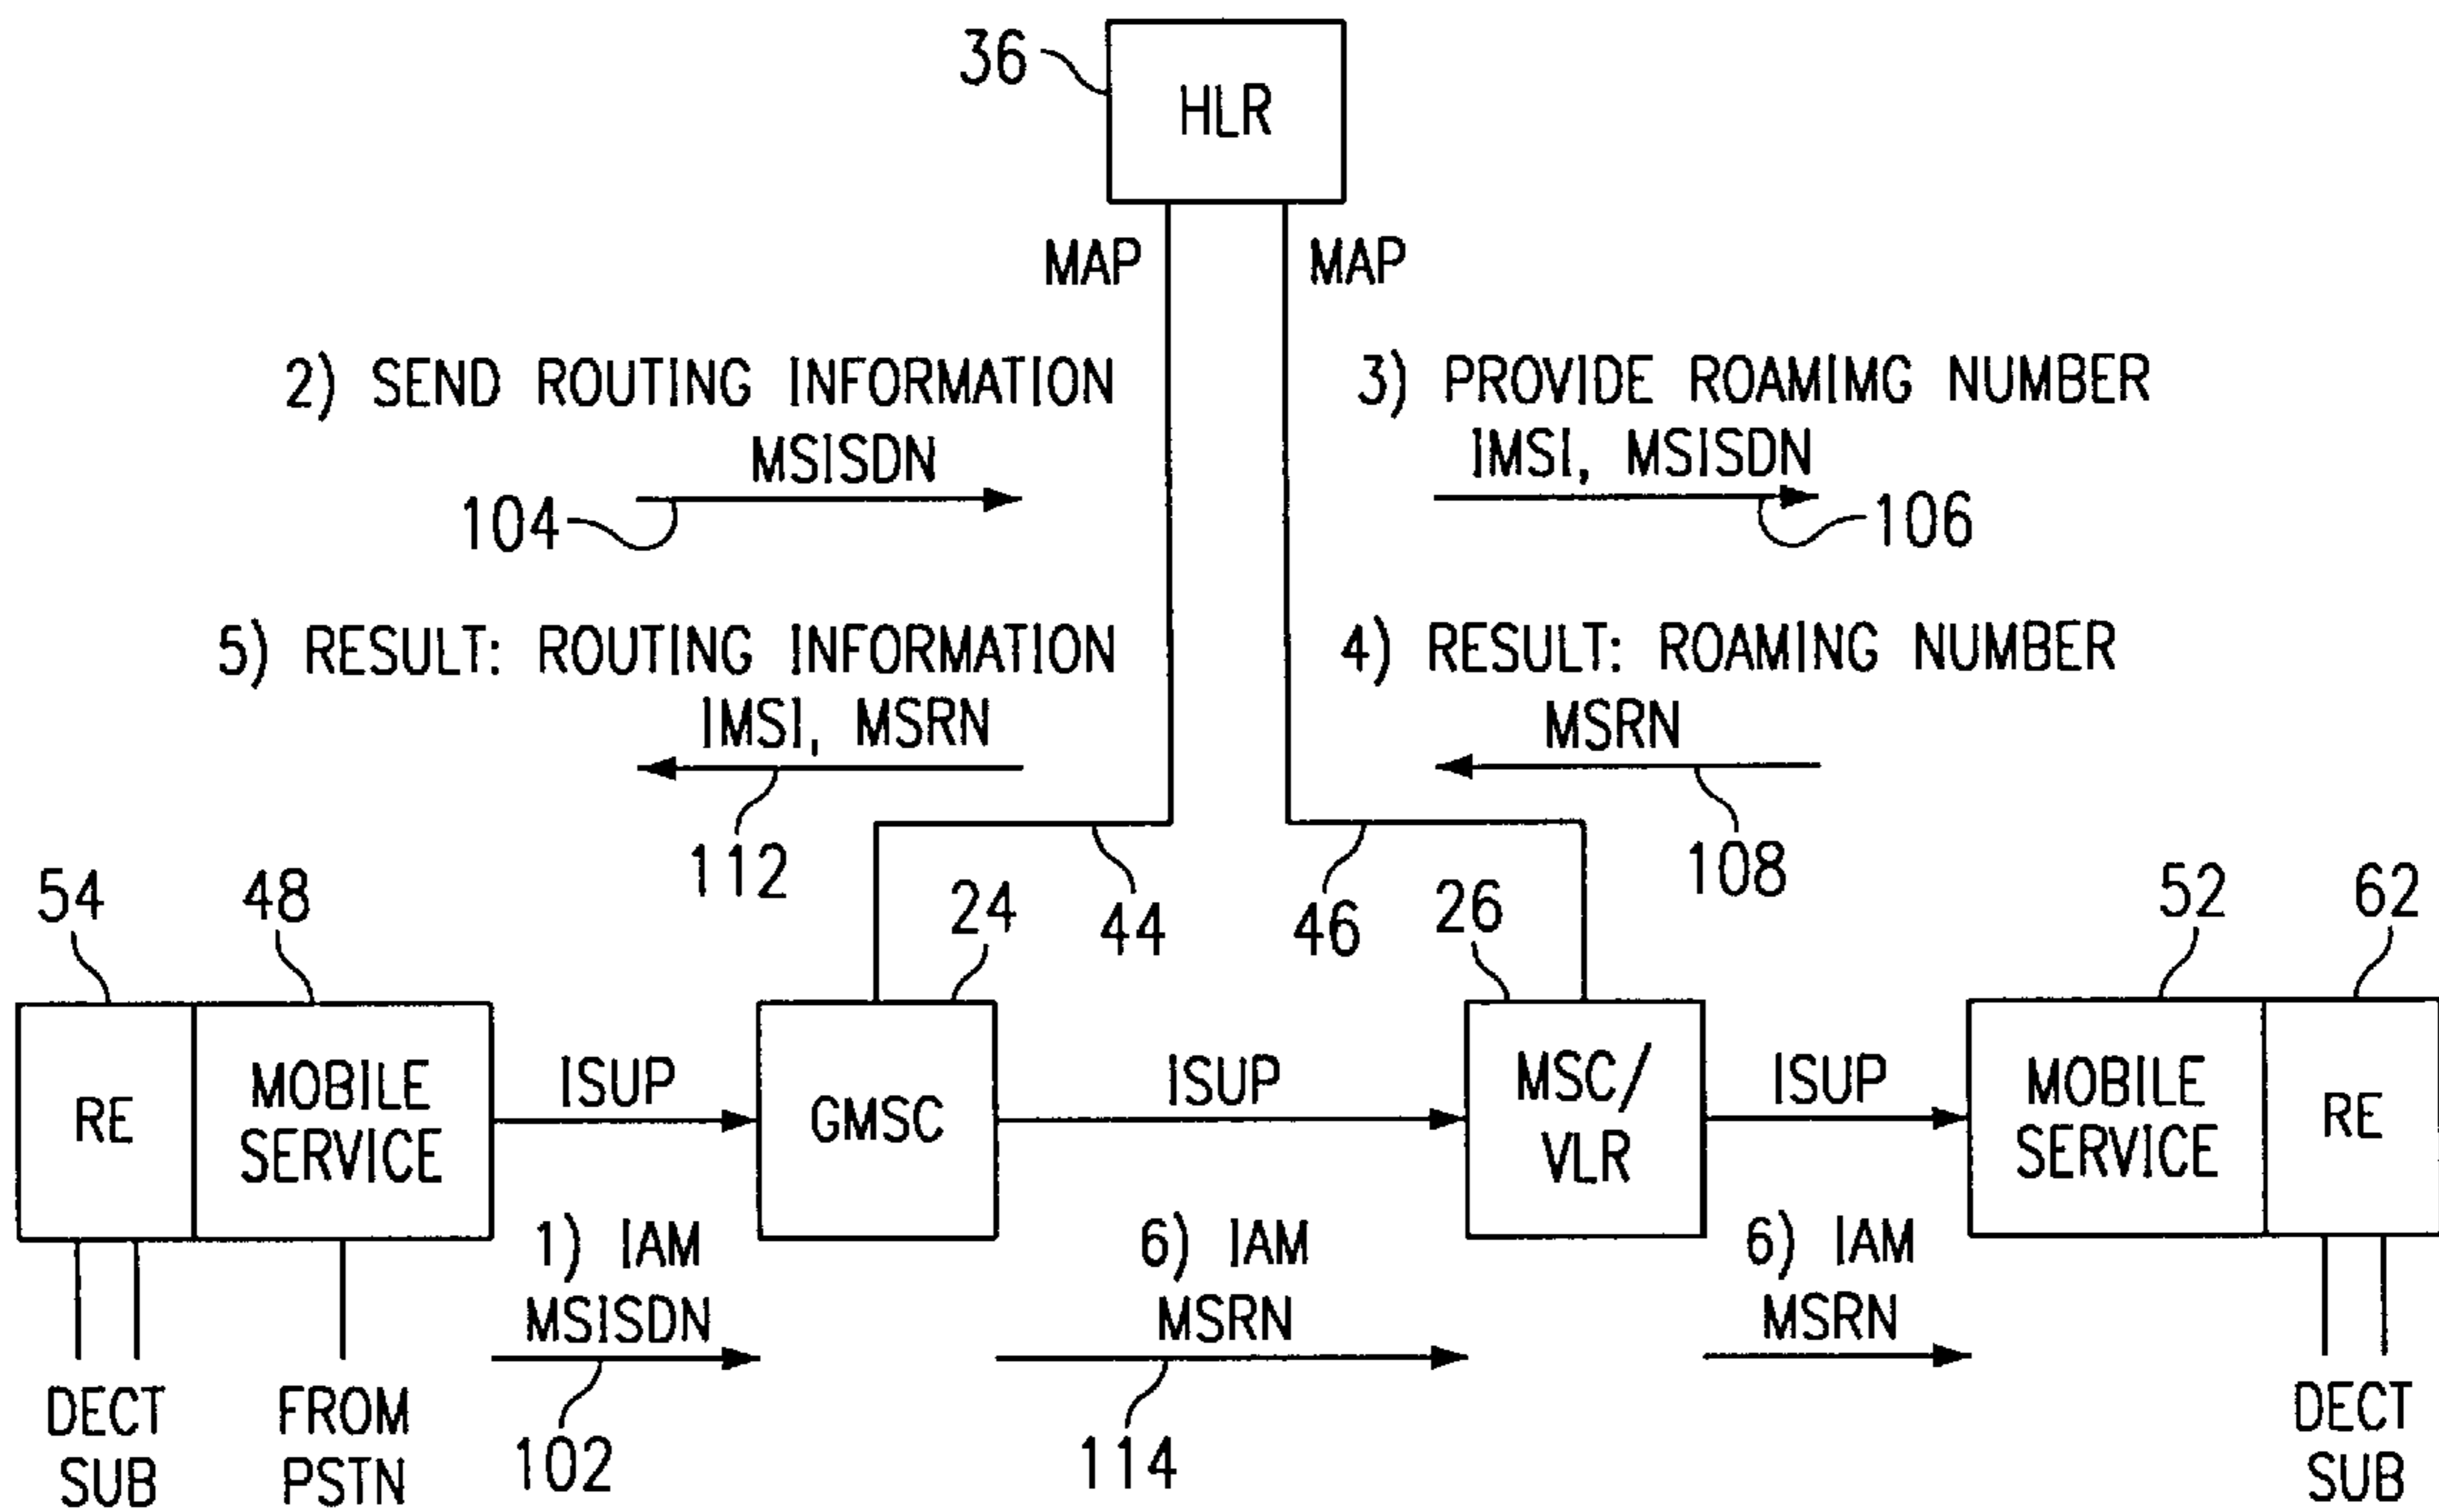 36
HLR
MAP
MAP
2) SEND ROUTING INFORMATION
MSISDN
104
3) PROVIDE ROAMIMG NUMBER
IMSI, MSISDN
106
5) RESULT: ROUTING INFORMATION
IMSI, MSRN
112
4) RESULT: ROAMING NUMBER
MSRN
108
54
48
24
44
46
26
52
62
RE
MOBILE
SERVICE
ISUP
GMSC
ISUP
MSC/
VLR
ISUP
MOBILE
SERVICE
RE
1) IAM
MSISDN
102
6) IAM
MSRN
114
6) IAM
MSRN
DECT
SUB
FROM
PSTN
DECT
SUB